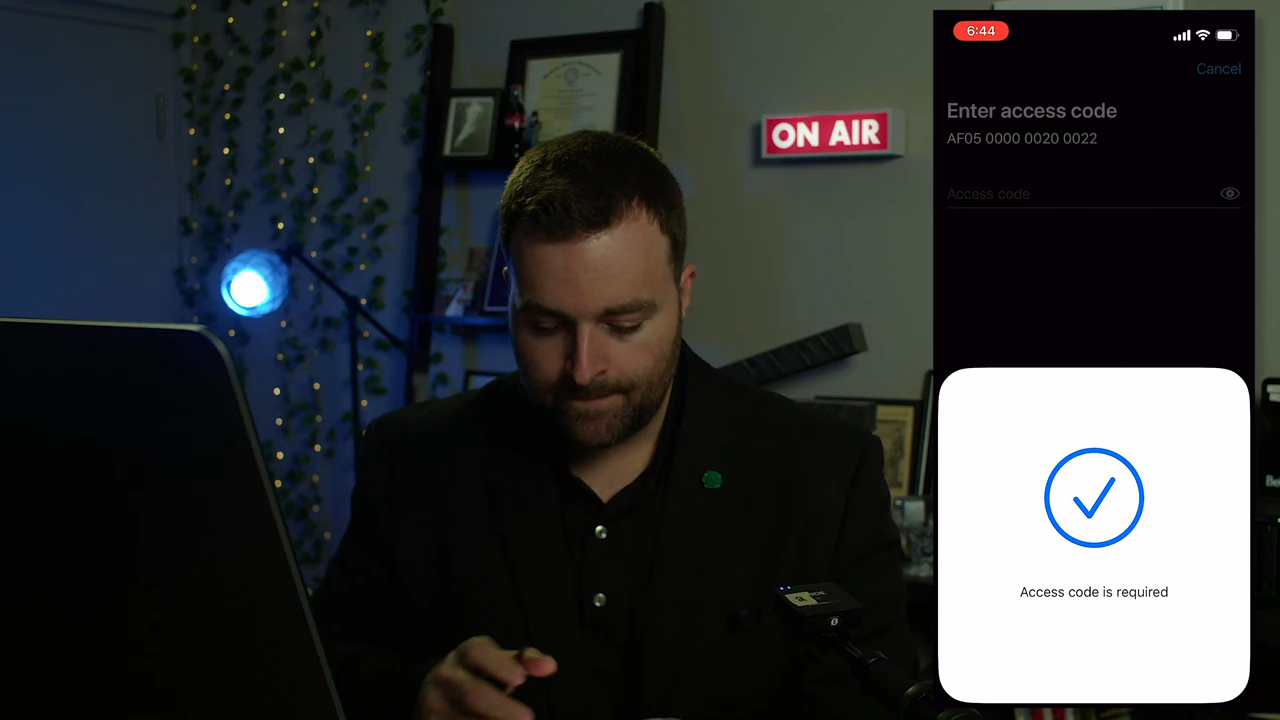 ON AIR
6:44
Cancel
Enter access code
AF05 0000 0020 0022
Access code
Access code is required